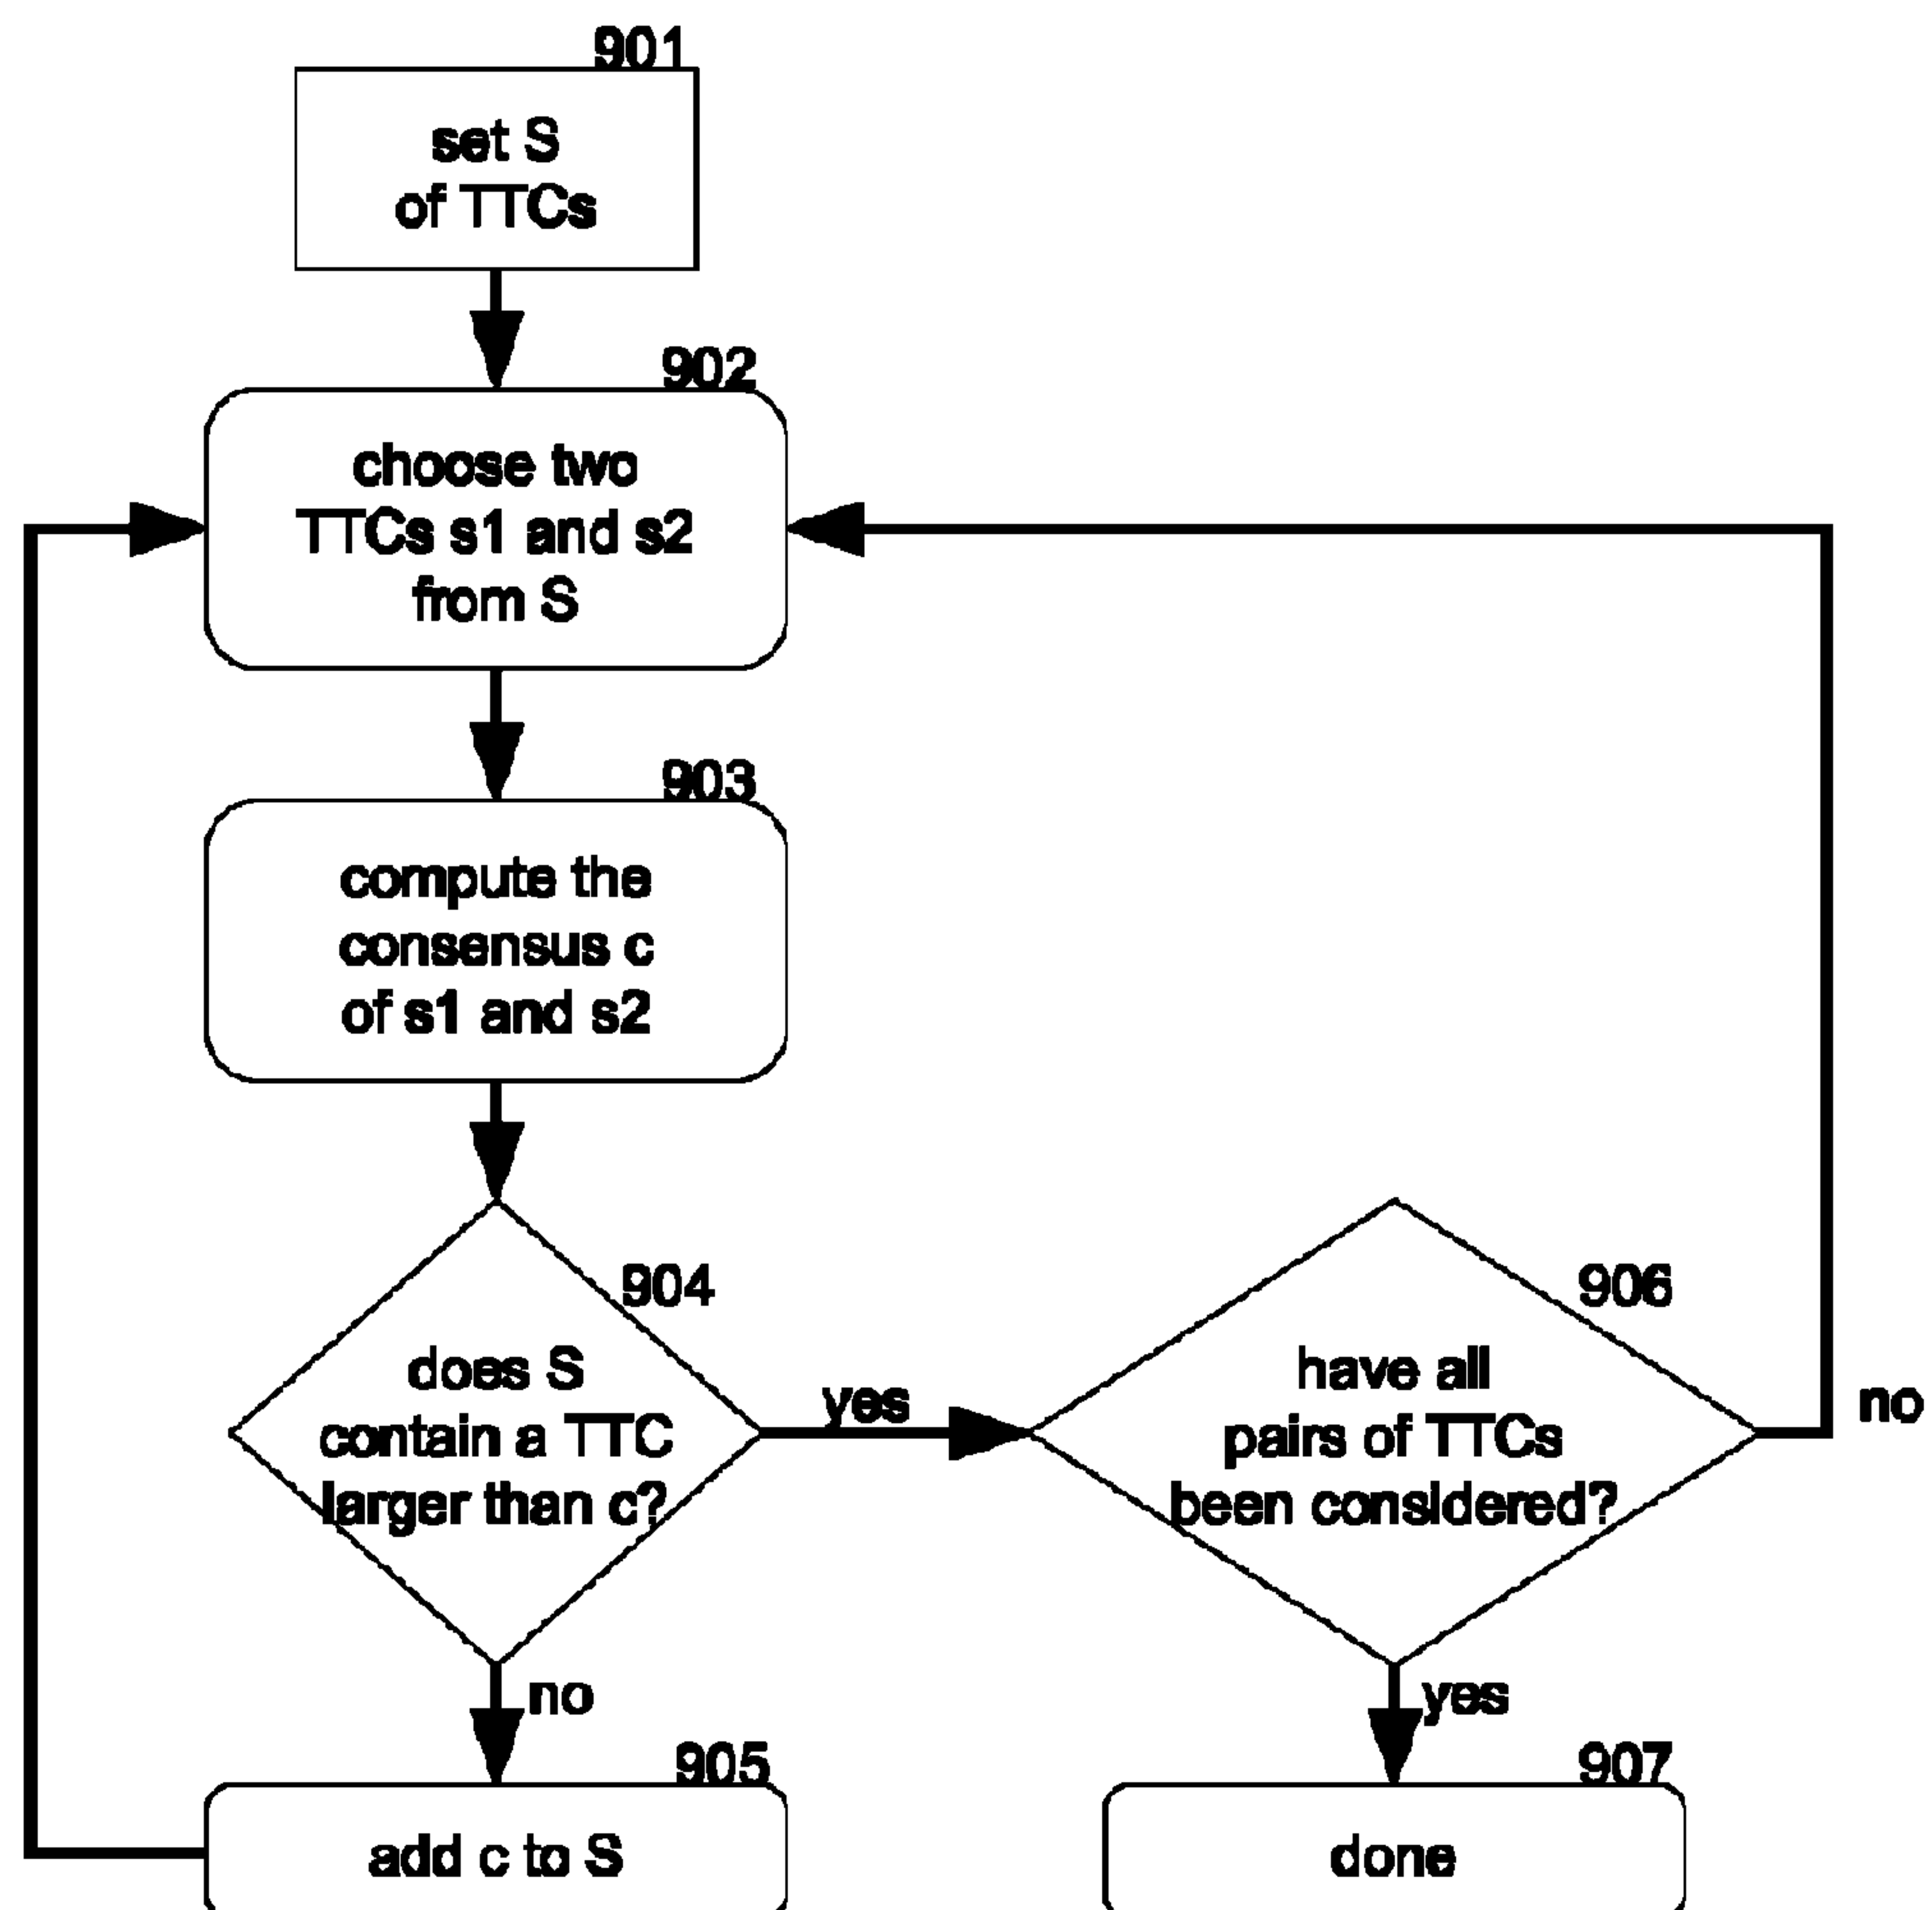 901
set S
of TTCs
902
choose two
TTCs s1 and s2
from S
903
compute the
consensus c
of s1 and s2
904
does S
contain a TTC
larger than c?
yes
906
have all
pairs of TTCs
been considered?
no
no
yes
905
add c to S
907
done